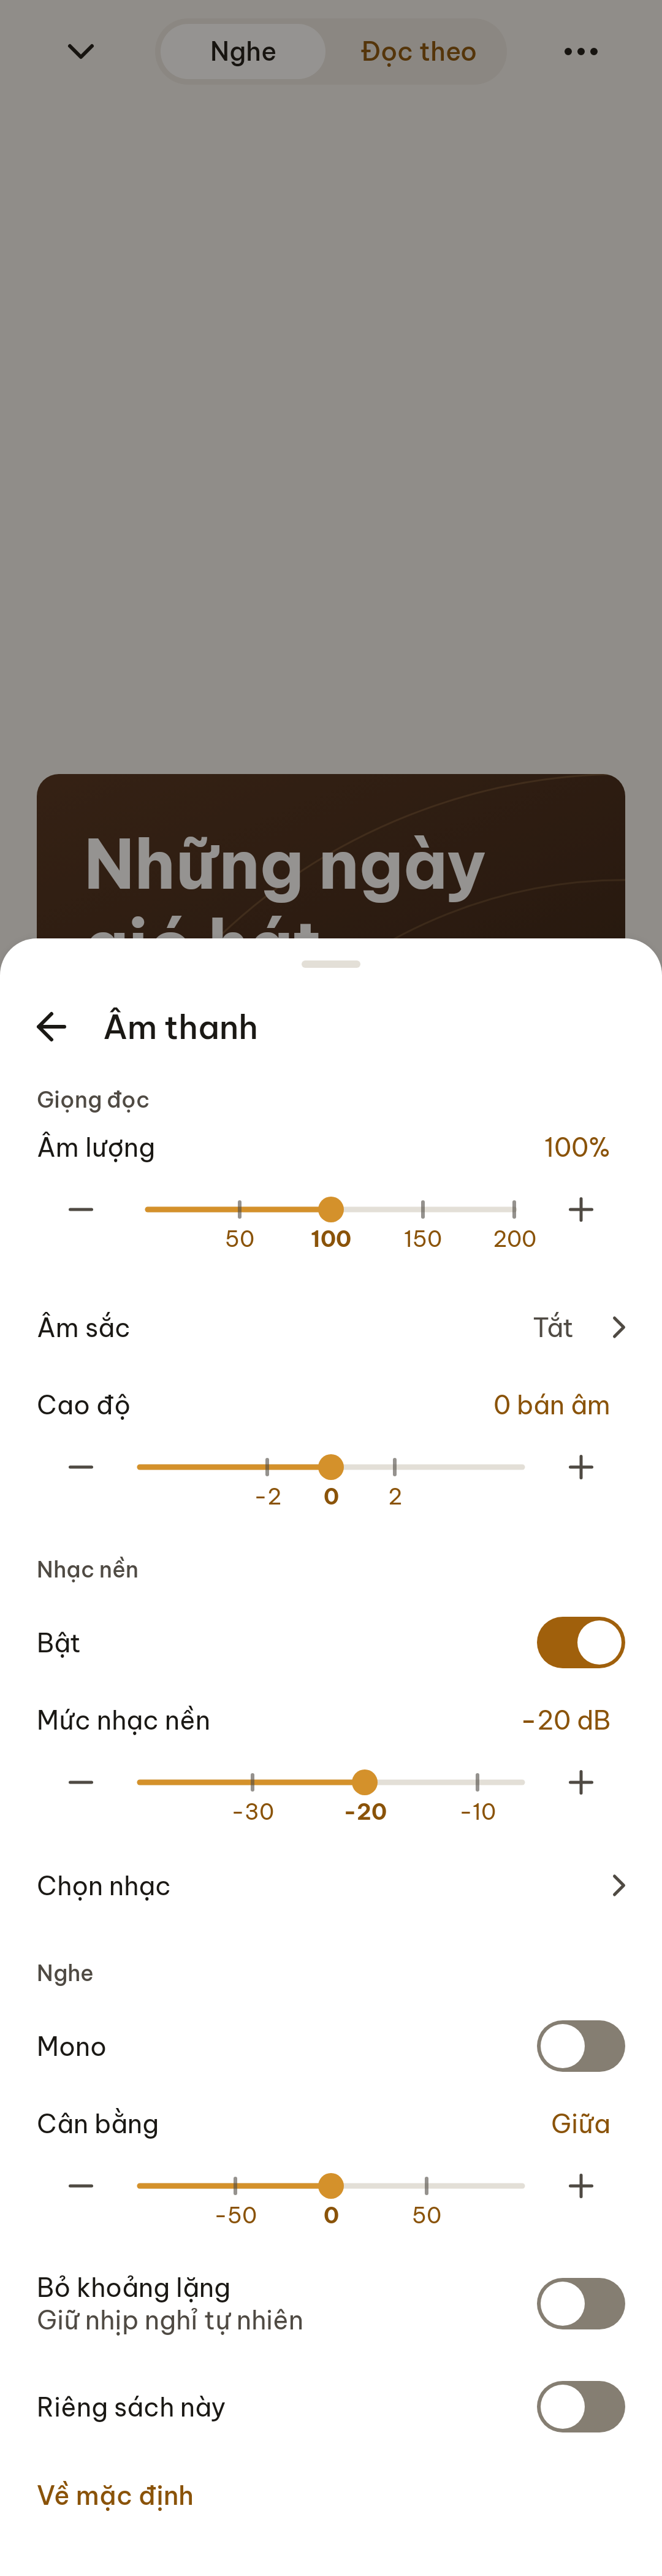 Nghe
Đọc theo
Những ngày
gió hát
Âm thanh
Giọng đọc
Âm lượng
100%
50 100 150 200
Âm sắc
Tắt
Cao độ
0 bán âm
-2 0 2
Nhạc nền
Bật
Mức nhạc nền
-20 dB
-30 -20 -10
Chọn nhạc
Nghe
Mono
Cân bằng
Giữa
-50 0 50
Bỏ khoảng lặng
Giữ nhịp nghỉ tự nhiên
Riêng sách này
Về mặc định